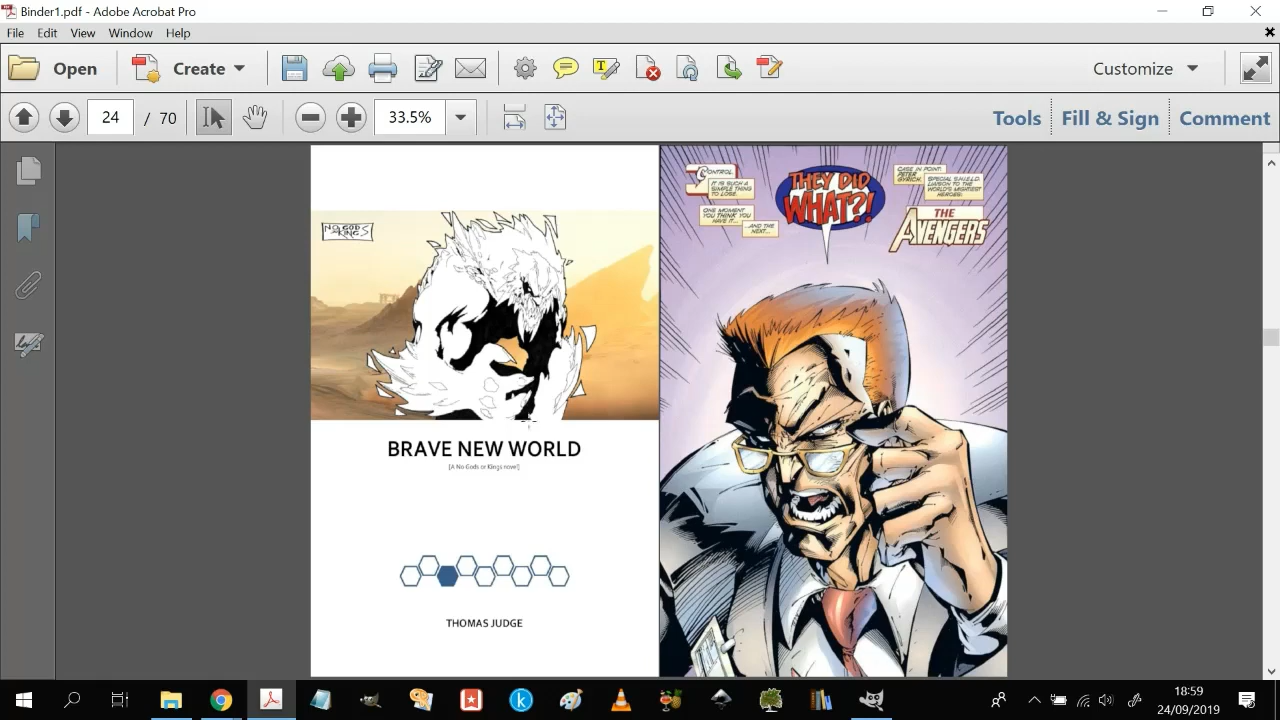 Binder1.pdf - Adobe Acrobat Pro
File Edit View Window Help
Open Create Customize
24 / 70 33.5% Tools Fill & Sign Comment
NO GODS
KINGS
BRAVE NEW WORLD
[A No Gods or Kings novel]
THOMAS JUDGE
CONTROL.
IT IS SUCH A
SIMPLE THING
TO LOSE.
ONE MOMENT
YOU THINK YOU
HAVE IT...
...AND THE
NEXT...
THEY DID
WHAT?!
CASE IN POINT:
PETER
GYRICH.
SPECIAL S.H.I.E.L.D.
LIAISON TO THE
WORLD'S MIGHTIEST
HEROES:
THE
AVENGERS
18:59
24/09/2019